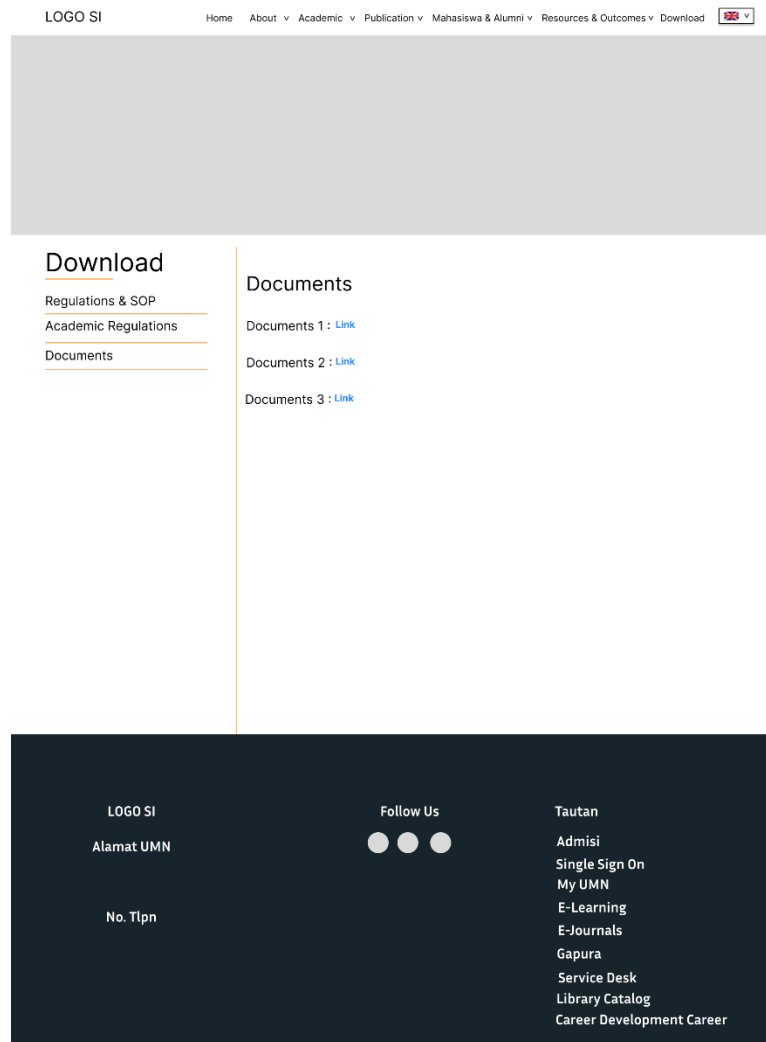 LOGO SI
Home About v Academic v Publication v Mahasiswa & Alumni v Resources & Outcomes v Download v
Download
Regulations & SOP
Academic Regulations
Documents
Documents
Documents 1 : Link
Documents 2 : Link
Documents 3 : Link
LOGO SI
Alamat UMN
No. Tlpn
Follow Us
Tautan
Admisi
Single Sign On
My UMN
E-Learning
E-Journals
Gapura
Service Desk
Library Catalog
Career Development Career